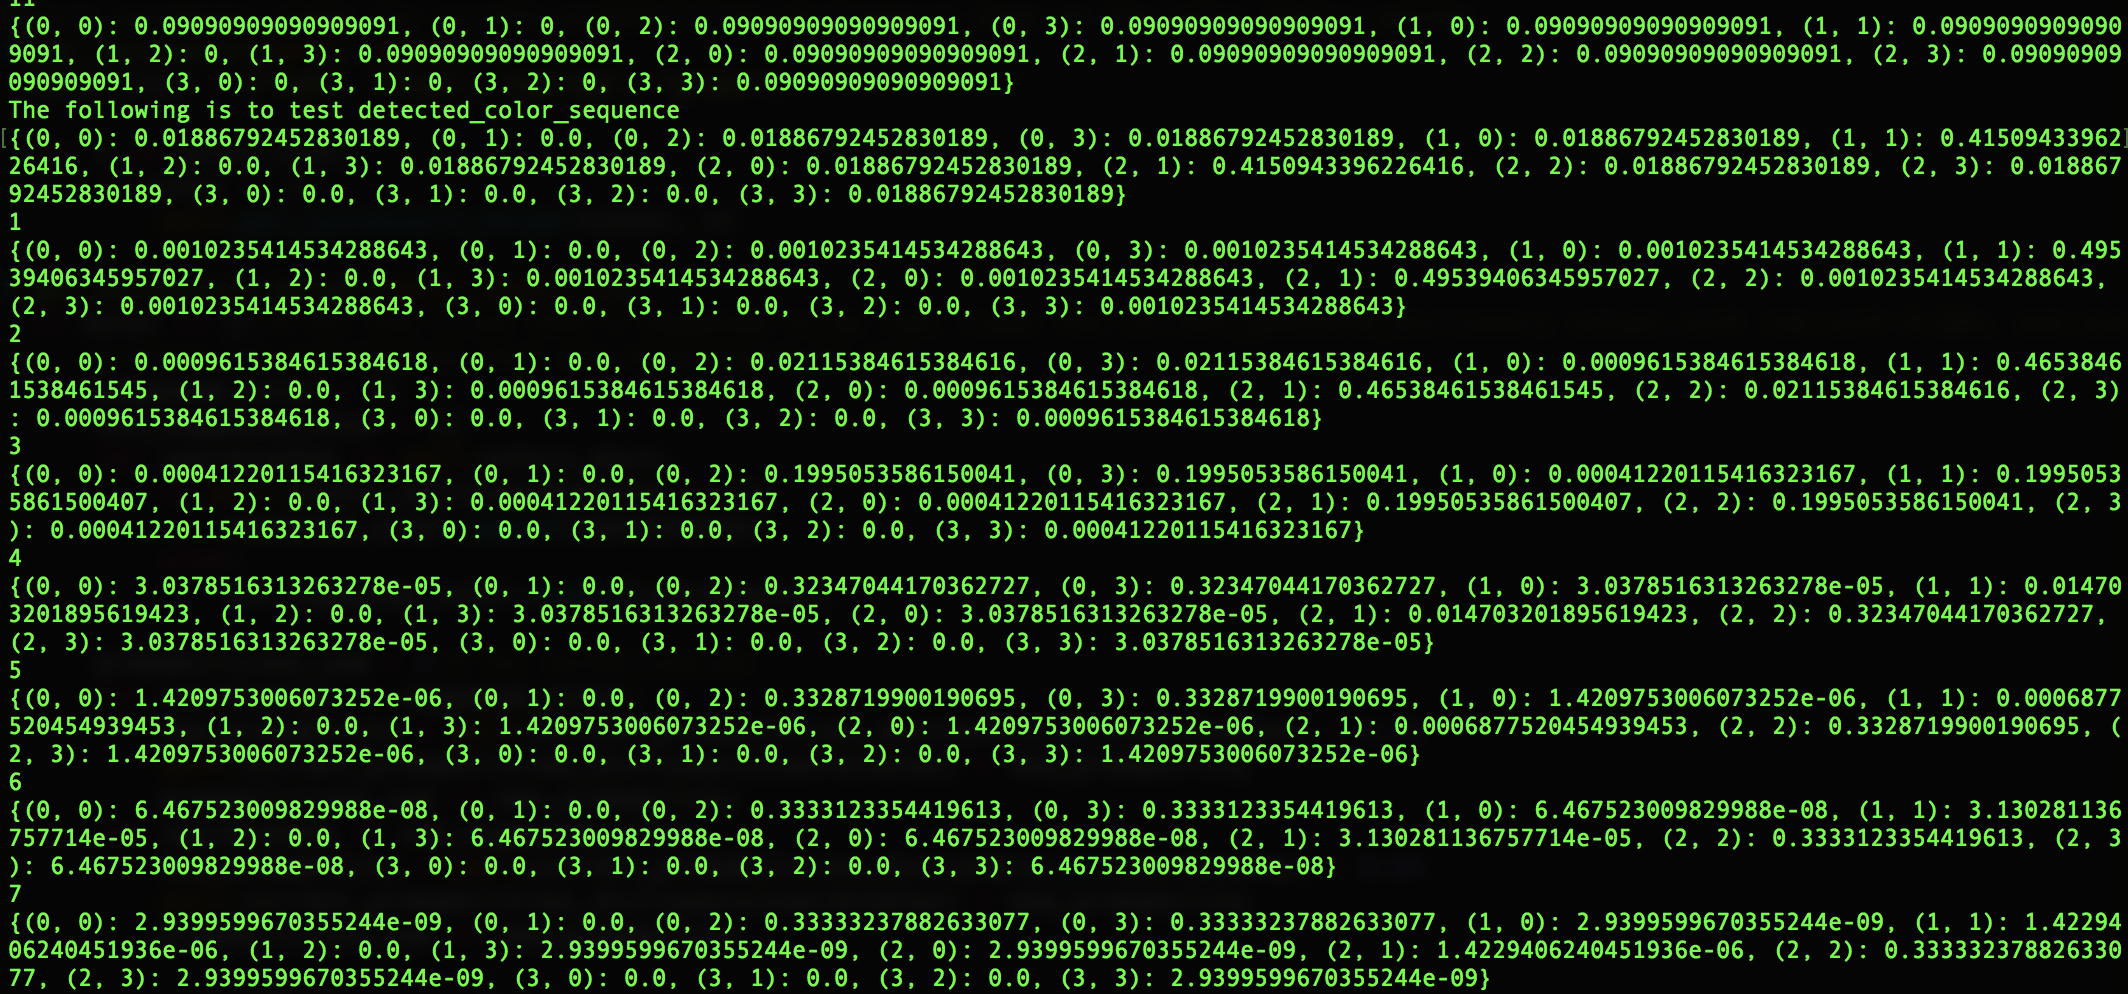 11
{(0, 0): 0.09090909090909091, (0, 1): 0, (0, 2): 0.09090909090909091, (0, 3): 0.09090909090909091, (1, 0): 0.09090909090909091, (1, 1): 0.0909090909090
9091, (1, 2): 0, (1, 3): 0.09090909090909091, (2, 0): 0.09090909090909091, (2, 1): 0.09090909090909091, (2, 2): 0.09090909090909091, (2, 3): 0.09090909
090909091, (3, 0): 0, (3, 1): 0, (3, 2): 0, (3, 3): 0.09090909090909091}
The following is to test detected_color_sequence
[{(0, 0): 0.01886792452830189, (0, 1): 0.0, (0, 2): 0.01886792452830189, (0, 3): 0.01886792452830189, (1, 0): 0.01886792452830189, (1, 1): 0.41509433962]
26416, (1, 2): 0.0, (1, 3): 0.01886792452830189, (2, 0): 0.01886792452830189, (2, 1): 0.4150943396226416, (2, 2): 0.01886792452830189, (2, 3): 0.018867
92452830189, (3, 0): 0.0, (3, 1): 0.0, (3, 2): 0.0, (3, 3): 0.01886792452830189}
1
{(0, 0): 0.0010235414534288643, (0, 1): 0.0, (0, 2): 0.0010235414534288643, (0, 3): 0.0010235414534288643, (1, 0): 0.0010235414534288643, (1, 1): 0.495
39406345957027, (1, 2): 0.0, (1, 3): 0.0010235414534288643, (2, 0): 0.0010235414534288643, (2, 1): 0.49539406345957027, (2, 2): 0.0010235414534288643,
(2, 3): 0.0010235414534288643, (3, 0): 0.0, (3, 1): 0.0, (3, 2): 0.0, (3, 3): 0.0010235414534288643}
2
{(0, 0): 0.0009615384615384618, (0, 1): 0.0, (0, 2): 0.02115384615384616, (0, 3): 0.02115384615384616, (1, 0): 0.0009615384615384618, (1, 1): 0.4653846
1538461545, (1, 2): 0.0, (1, 3): 0.0009615384615384618, (2, 0): 0.0009615384615384618, (2, 1): 0.46538461538461545, (2, 2): 0.02115384615384616, (2, 3)
: 0.0009615384615384618, (3, 0): 0.0, (3, 1): 0.0, (3, 2): 0.0, (3, 3): 0.0009615384615384618}
3
{(0, 0): 0.00041220115416323167, (0, 1): 0.0, (0, 2): 0.1995053586150041, (0, 3): 0.1995053586150041, (1, 0): 0.00041220115416323167, (1, 1): 0.1995053
5861500407, (1, 2): 0.0, (1, 3): 0.00041220115416323167, (2, 0): 0.00041220115416323167, (2, 1): 0.19950535861500407, (2, 2): 0.1995053586150041, (2, 3
): 0.00041220115416323167, (3, 0): 0.0, (3, 1): 0.0, (3, 2): 0.0, (3, 3): 0.00041220115416323167}
4
{(0, 0): 3.0378516313263278e-05, (0, 1): 0.0, (0, 2): 0.32347044170362727, (0, 3): 0.32347044170362727, (1, 0): 3.0378516313263278e-05, (1, 1): 0.01470
3201895619423, (1, 2): 0.0, (1, 3): 3.0378516313263278e-05, (2, 0): 3.0378516313263278e-05, (2, 1): 0.014703201895619423, (2, 2): 0.32347044170362727,
(2, 3): 3.0378516313263278e-05, (3, 0): 0.0, (3, 1): 0.0, (3, 2): 0.0, (3, 3): 3.0378516313263278e-05}
5
{(0, 0): 1.4209753006073252e-06, (0, 1): 0.0, (0, 2): 0.3328719900190695, (0, 3): 0.3328719900190695, (1, 0): 1.4209753006073252e-06, (1, 1): 0.0006877
520454939453, (1, 2): 0.0, (1, 3): 1.4209753006073252e-06, (2, 0): 1.4209753006073252e-06, (2, 1): 0.0006877520454939453, (2, 2): 0.3328719900190695, (
2, 3): 1.4209753006073252e-06, (3, 0): 0.0, (3, 1): 0.0, (3, 2): 0.0, (3, 3): 1.4209753006073252e-06}
6
{(0, 0): 6.467523009829988e-08, (0, 1): 0.0, (0, 2): 0.3333123354419613, (0, 3): 0.3333123354419613, (1, 0): 6.467523009829988e-08, (1, 1): 3.130281136
757714e-05, (1, 2): 0.0, (1, 3): 6.467523009829988e-08, (2, 0): 6.467523009829988e-08, (2, 1): 3.130281136757714e-05, (2, 2): 0.3333123354419613, (2, 3
): 6.467523009829988e-08, (3, 0): 0.0, (3, 1): 0.0, (3, 2): 0.0, (3, 3): 6.467523009829988e-08}
7
{(0, 0): 2.9399599670355244e-09, (0, 1): 0.0, (0, 2): 0.33333237882633077, (0, 3): 0.33333237882633077, (1, 0): 2.9399599670355244e-09, (1, 1): 1.42294
06240451936e-06, (1, 2): 0.0, (1, 3): 2.9399599670355244e-09, (2, 0): 2.9399599670355244e-09, (2, 1): 1.4229406240451936e-06, (2, 2): 0.333332378826330
77, (2, 3): 2.9399599670355244e-09, (3, 0): 0.0, (3, 1): 0.0, (3, 2): 0.0, (3, 3): 2.9399599670355244e-09}